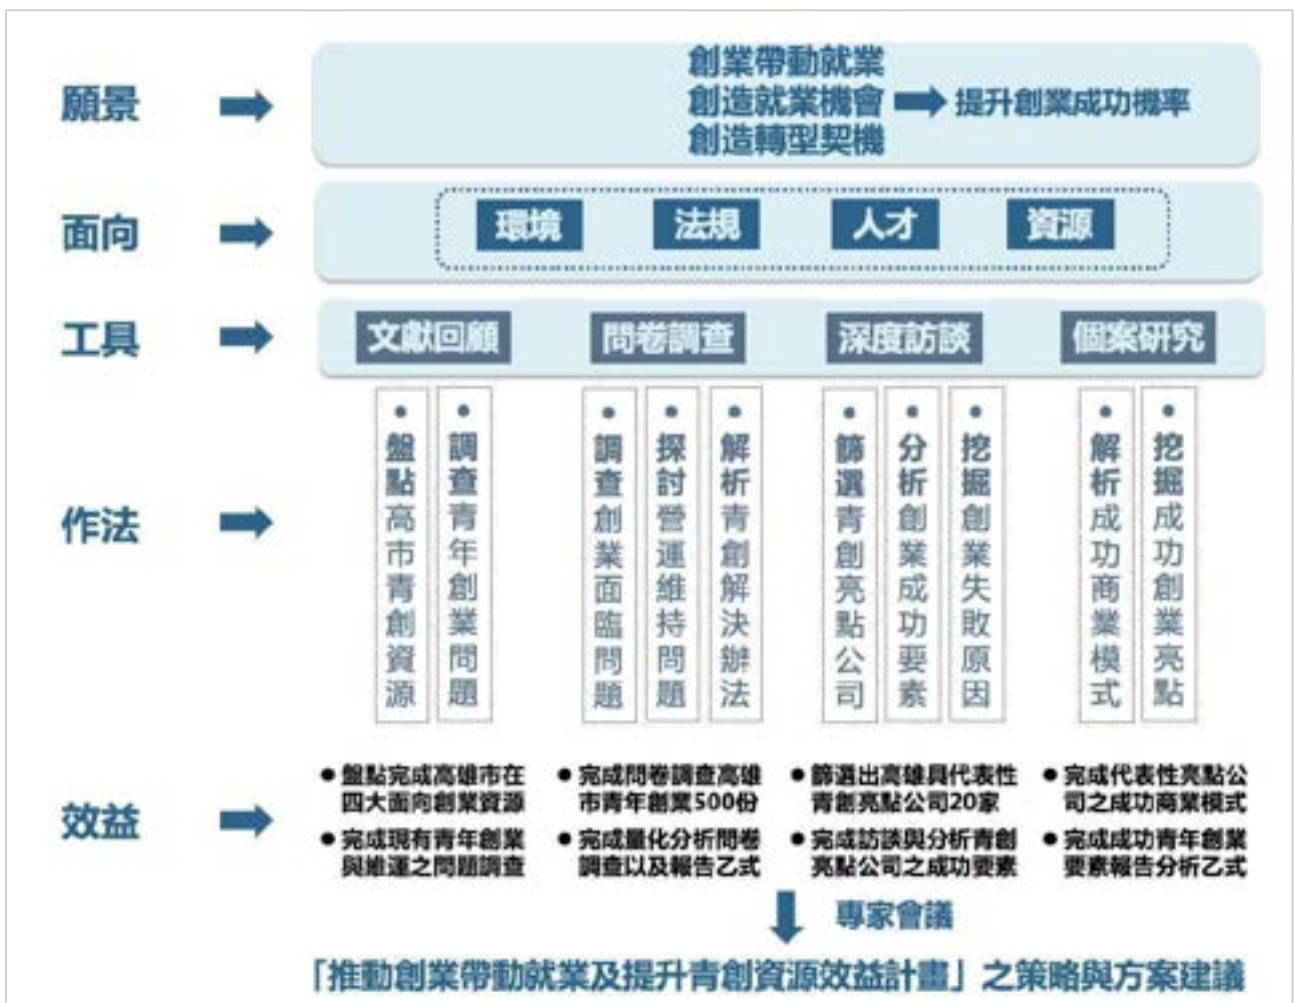 願景
創業帶動就業
創造就業機會
創造轉型契機
提升創業成功機率
面向
環境
法規
人才
資源
工具
文獻回顧
問卷調查
深度訪談
個案研究
作法
•盤點高市青創資源
•調查青年創業問題
•調查創業面臨問題
•探討營運維持問題
•解析青創解決辦法
•篩選青創亮點公司
•分析創業成功要素
•挖掘創業失敗原因
•解析成功商業模式
•挖掘成功創業亮點
效益
●盤點完成高雄市在
四大面向創業資源
●完成現有青年創業
與維運之問題調查
●完成問卷調查高雄
市青年創業500份
●完成量化分析問卷
調查以及報告乙式
●篩選出高雄具代表性
青創亮點公司20家
●完成訪談與分析青創
亮點公司之成功要素
●完成代表性亮點公
司之成功商業模式
●完成成功青年創業
要素報告分析乙式
專家會議
「推動創業帶動就業及提升青創資源效益計畫」之策略與方案建議